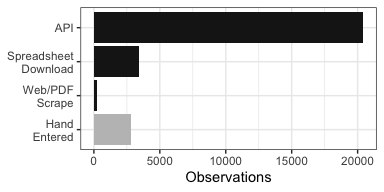 API
Spreadsheet
Download
Web/PDF
Scrape
Hand
Entered
0 5000 10000 15000 20000
Observations